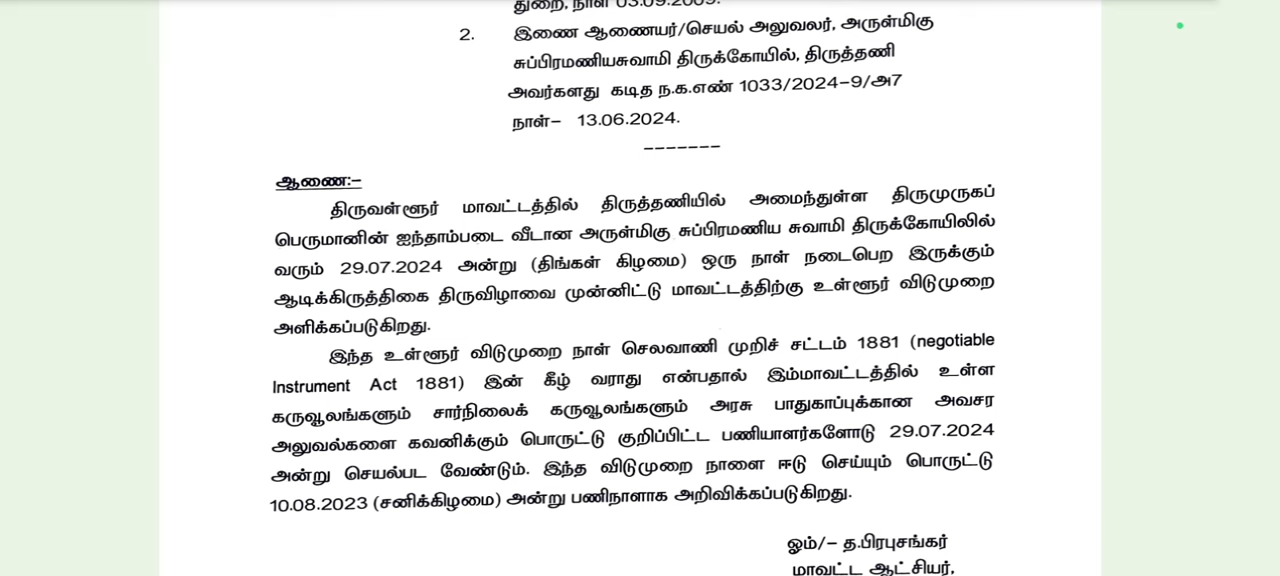 துறை, நாள் 03.09.2009.
2. இணை ஆணையர்/செயல் அலுவலர், அருள்மிகு
சுப்பிரமணியசுவாமி திருக்கோயில், திருத்தணி
அவர்களது கடித ந.க.எண் 1033/2024-9/அ7
நாள்- 13.06.2024.
-------
ஆணை:-
திருவள்ளூர் மாவட்டத்தில் திருத்தணியில் அமைந்துள்ள திருமுருகப்
பெருமானின் ஐந்தாம்படை வீடான அருள்மிகு சுப்பிரமணிய சுவாமி திருக்கோயிலில்
வரும் 29.07.2024 அன்று (திங்கள் கிழமை) ஒரு நாள் நடைபெற இருக்கும்
ஆடிக்கிருத்திகை திருவிழாவை முன்னிட்டு மாவட்டத்திற்கு உள்ளூர் விடுமுறை
அளிக்கப்படுகிறது.
இந்த உள்ளூர் விடுமுறை நாள் செலவாணி முறிச் சட்டம் 1881 (negotiable
Instrument Act 1881) இன் கீழ் வராது என்பதால் இம்மாவட்டத்தில் உள்ள
கருவூலங்களும் சார்நிலைக் கருவூலங்களும் அரசு பாதுகாப்புக்கான அவசர
அலுவல்களை கவனிக்கும் பொருட்டு குறிப்பிட்ட பணியாளர்களோடு 29.07.2024
அன்று செயல்பட வேண்டும். இந்த விடுமுறை நாளை ஈடு செய்யும் பொருட்டு
10.08.2023 (சனிக்கிழமை) அன்று பணிநாளாக அறிவிக்கப்படுகிறது.
ஓம்/- த.பிரபுசங்கர்
மாவட்ட ஆட்சியர்,